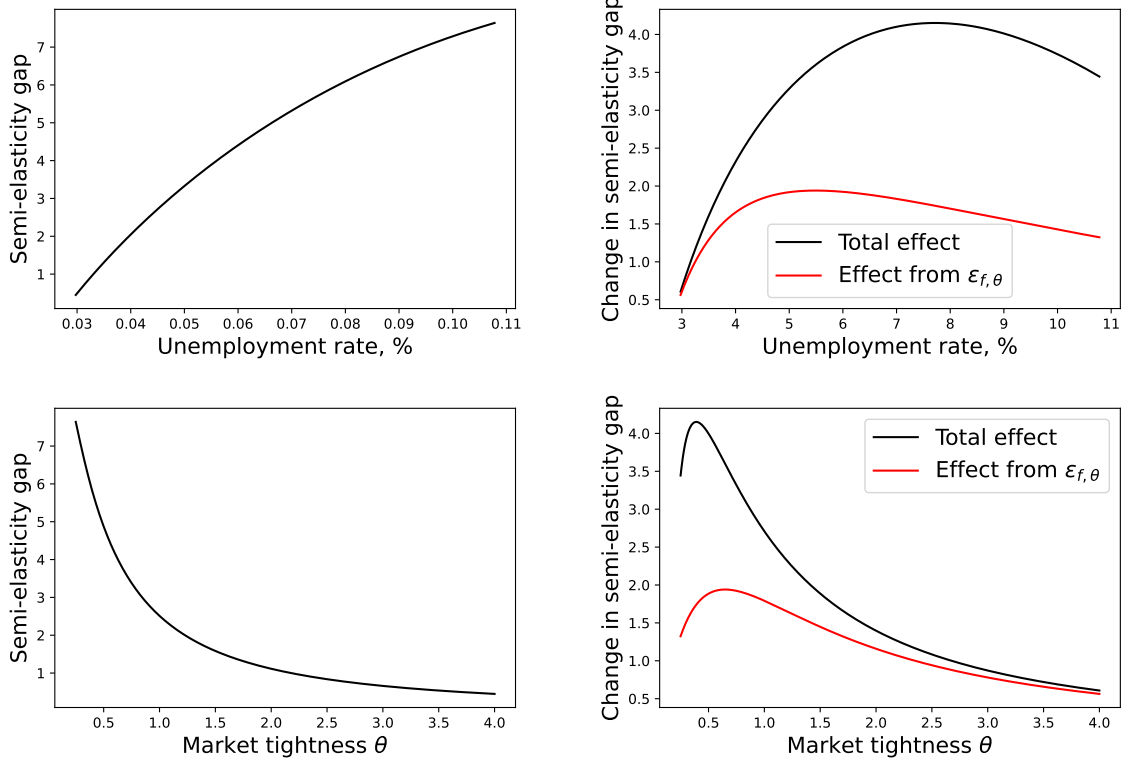 Semi-elasticity gap
7
6
5
4
3
2
1
0.03 0.04 0.05 0.06 0.07 0.08 0.09 0.10 0.11
Unemployment rate, %
Change in semi-elasticity gap
4.0
3.5
3.0
2.5
2.0
1.5
1.0
0.5
Total effect
Effect from εf,θ
3 4 5 6 7 8 9 10 11
Unemployment rate, %
Semi-elasticity gap
7
6
5
4
3
2
1
0.5 1.0 1.5 2.0 2.5 3.0 3.5 4.0
Market tightness θ
Change in semi-elasticity gap
4.0
3.5
3.0
2.5
2.0
1.5
1.0
0.5
Total effect
Effect from εf,θ
0.5 1.0 1.5 2.0 2.5 3.0 3.5 4.0
Market tightness θ